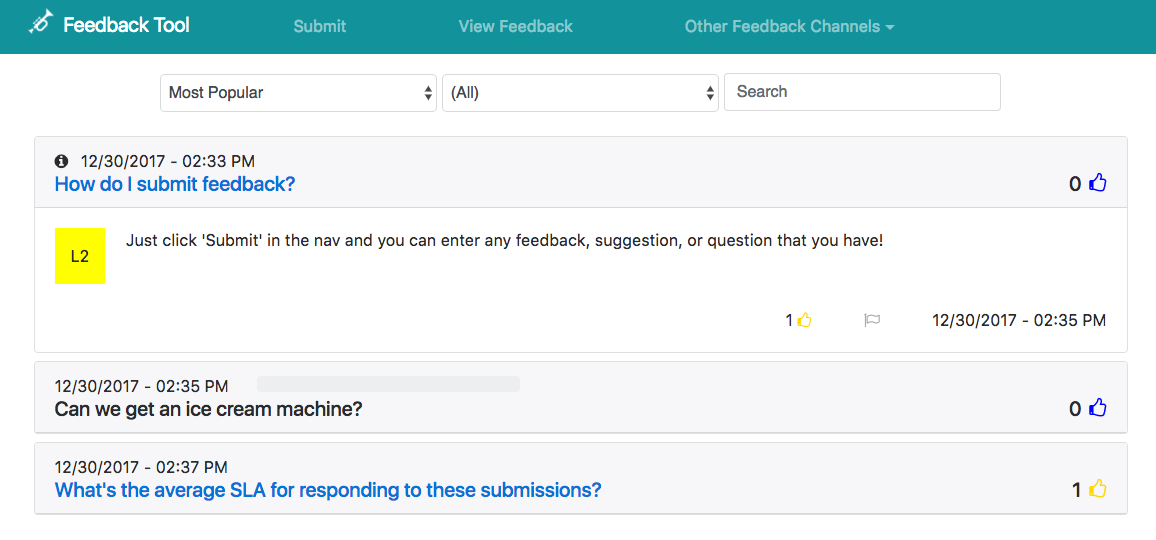 Feedback Tool Submit View Feedback Other Feedback Channels
Most Popular (All) Search
12/30/2017 - 02:33 PM
How do I submit feedback? 0
L2 Just click 'Submit' in the nav and you can enter any feedback, suggestion, or question that you have!
1 12/30/2017 - 02:35 PM
12/30/2017 - 02:35 PM
Can we get an ice cream machine? 0
12/30/2017 - 02:37 PM
What's the average SLA for responding to these submissions? 1